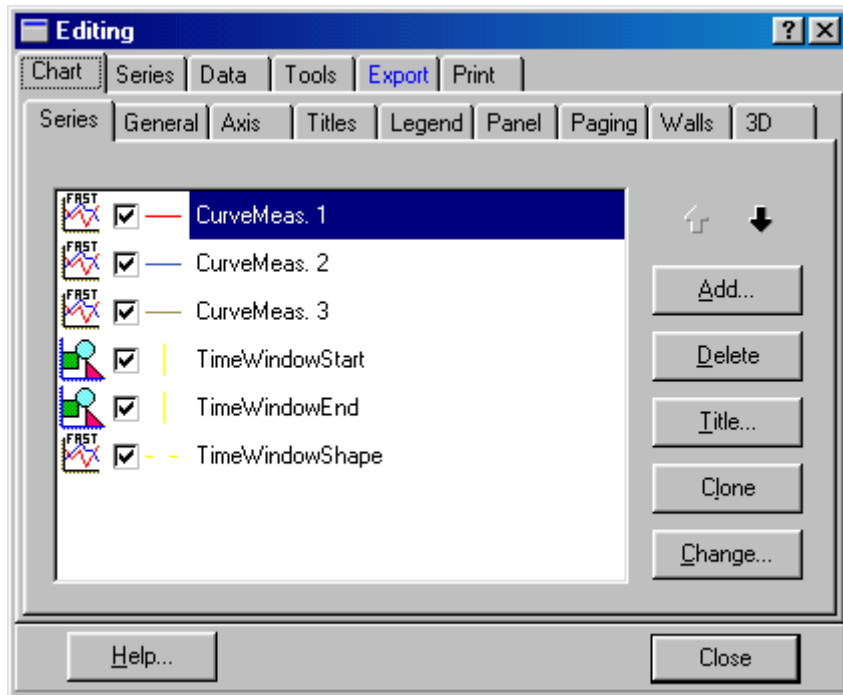 Editing
Chart Series Data Tools Export Print
Series General Axis Titles Legend Panel Paging Walls 3D
FAST CurveMeas. 1
FAST CurveMeas. 2
FAST CurveMeas. 3
TimeWindowStart
TimeWindowEnd
FAST TimeWindowShape
Add...
Delete
Title...
Clone
Change...
Help... Close